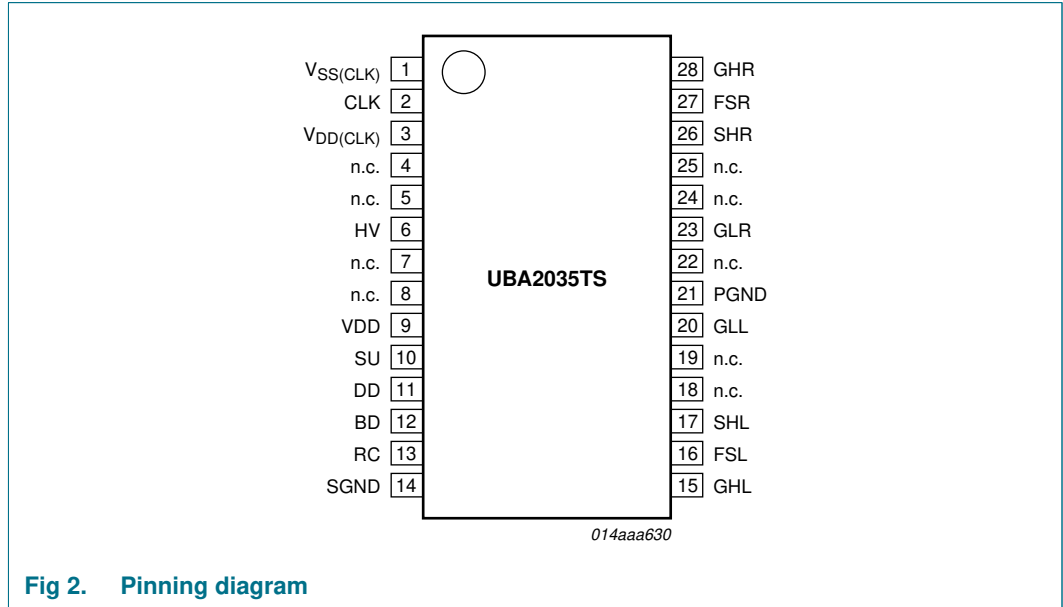 VSS(CLK) 1
CLK 2
VDD(CLK) 3
n.c. 4
n.c. 5
HV 6
n.c. 7
n.c. 8
VDD 9
SU 10
DD 11
BD 12
RC 13
SGND 14
UBA2035TS
28 GHR
27 FSR
26 SHR
25 n.c.
24 n.c.
23 GLR
22 n.c.
21 PGND
20 GLL
19 n.c.
18 n.c.
17 SHL
16 FSL
15 GHL
014aaa630
Fig 2. Pinning diagram